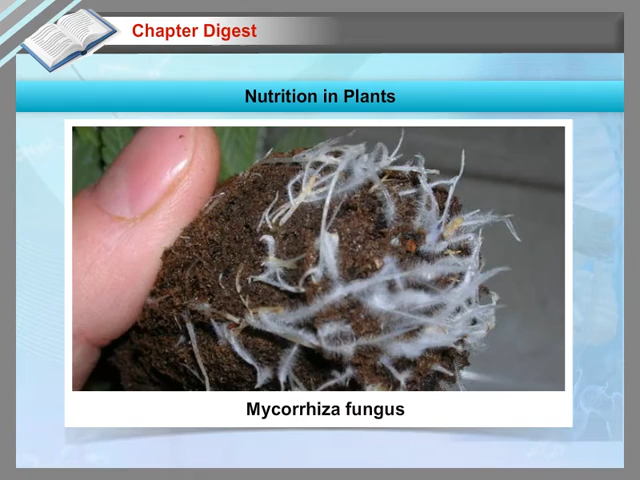 Chapter Digest
Nutrition in Plants
Mycorrhiza fungus